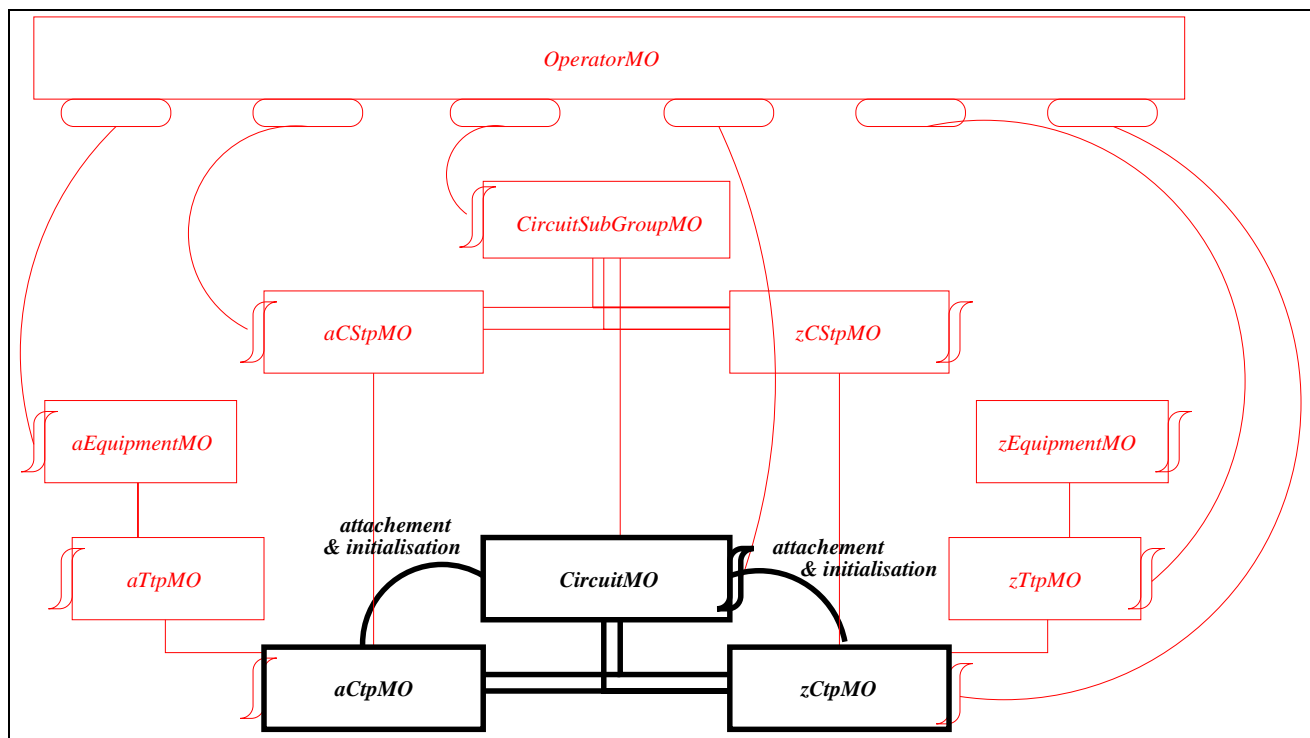 OperatorMO
CircuitSubGroupMO
aCStpMO
zCStpMO
aEquipmentMO
zEquipmentMO
attachement
& initialisation
attachement
& initialisation
aTtpMO
CircuitMO
zTtpMO
aCtpMO
zCtpMO